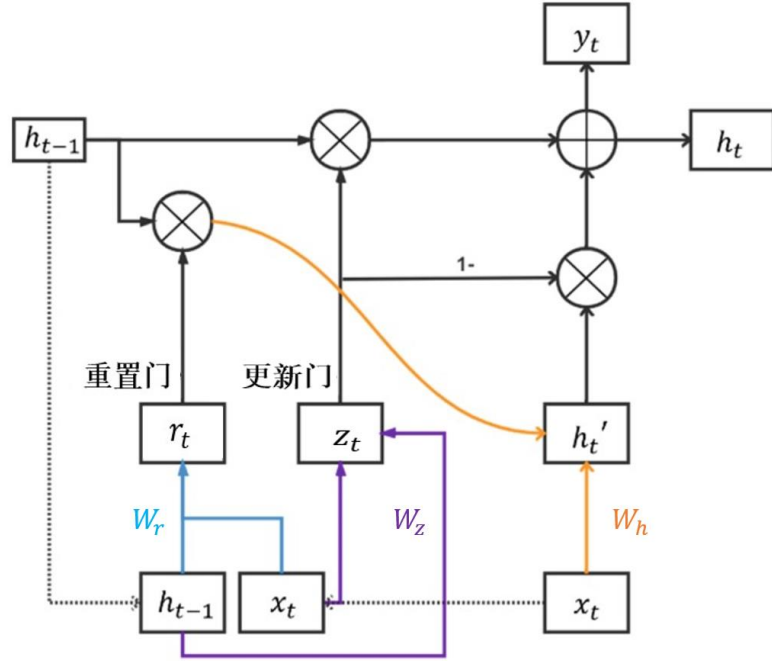 y_t
h_{t-1}
h_t
1-
重置门
更新门
r_t
z_t
h_t'
W_r
W_z
W_h
h_{t-1}
x_t
x_t